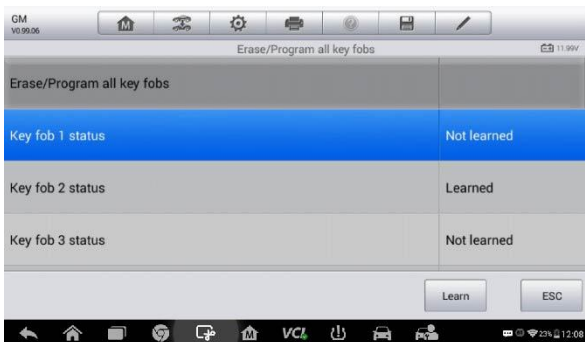 GM
V0.99.06
Erase/Program all key fobs
11.99V
Erase/Program all key fobs
Key fob 1 status Not learned
Key fob 2 status Learned
Key fob 3 status Not learned
Learn ESC
VCI 23% 12:08